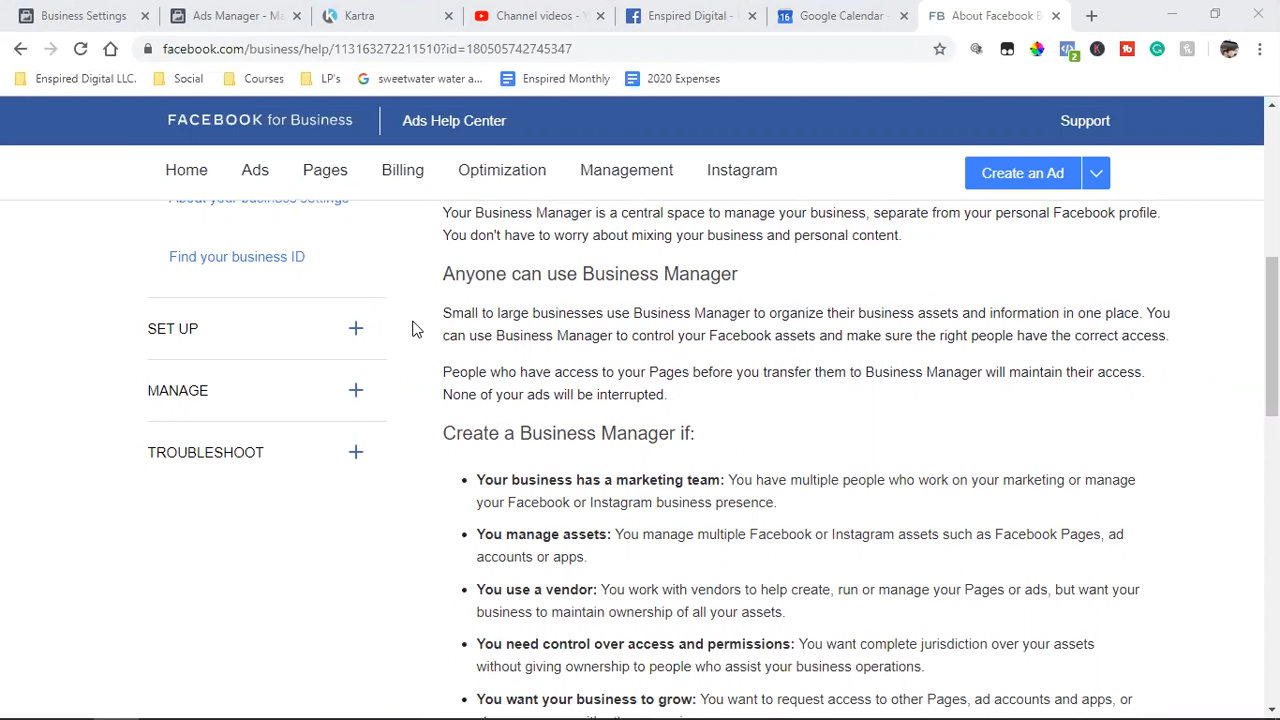 Business Settings
Ads Manager - Ma
Kartra
Channel videos - Y
Enspired Digital -
Google Calendar -
16
FB About Facebook B
facebook.com/business/help/113163272211510?id=180505742745347
2
Enspired Digital LLC.
Social
Courses
LP's
sweetwater water a...
Enspired Monthly
2020 Expenses
FACEBOOK for Business
Ads Help Center
Support
Home
Ads
Pages
Billing
Optimization
Management
Instagram
Create an Ad
About your business settings
Find your business ID
SET UP
MANAGE
TROUBLESHOOT
Your Business Manager is a central space to manage your business, separate from your personal Facebook profile.
You don't have to worry about mixing your business and personal content.
Anyone can use Business Manager
Small to large businesses use Business Manager to organize their business assets and information in one place. You
can use Business Manager to control your Facebook assets and make sure the right people have the correct access.
People who have access to your Pages before you transfer them to Business Manager will maintain their access.
None of your ads will be interrupted.
Create a Business Manager if:
Your business has a marketing team: You have multiple people who work on your marketing or manage
your Facebook or Instagram business presence.
You manage assets: You manage multiple Facebook or Instagram assets such as Facebook Pages, ad
accounts or apps.
You use a vendor: You work with vendors to help create, run or manage your Pages or ads, but want your
business to maintain ownership of all your assets.
You need control over access and permissions: You want complete jurisdiction over your assets
without giving ownership to people who assist your business operations.
You want your business to grow: You want to request access to other Pages, ad accounts and apps, or